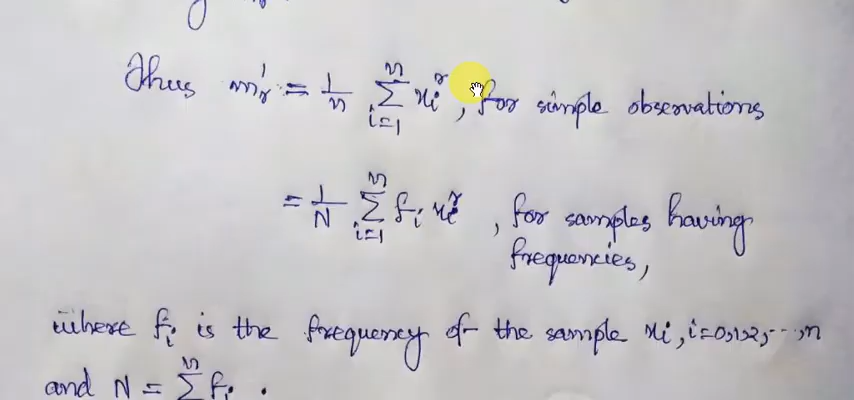 Thus m'ᵣ = 1/n Σᵢ₌₁ⁿ xᵢʳ, for simple observations
= 1/N Σᵢ₌₁ⁿ fᵢ xᵢʳ, for samples having
frequencies,
where fᵢ is the frequency of the sample xᵢ, i=0,1,2,...,n
and N = Σⁿ fᵢ.